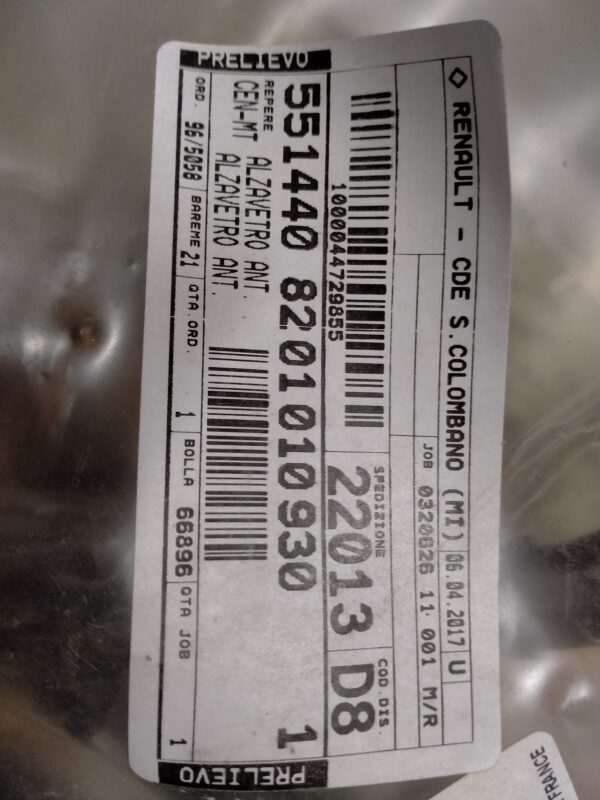 PRELIEVO
◇ RENAULT - CDE S.COLOMBANO (MI) 06.04.2017 U
JOB 0320826 11 001 M/R
SPEDIZIONE 22013 COD.DIS. D8
1000044729855
551440 8201010930 1
REPERE
CEN-MT ALZAVETRO ANT.
ALZAVETRO ANT.
ORD. 96/5058 BAREME 21 QTA.ORD. 1 BOLLA 66896 QTA JOB 1
PRELIEVO
FRANCE